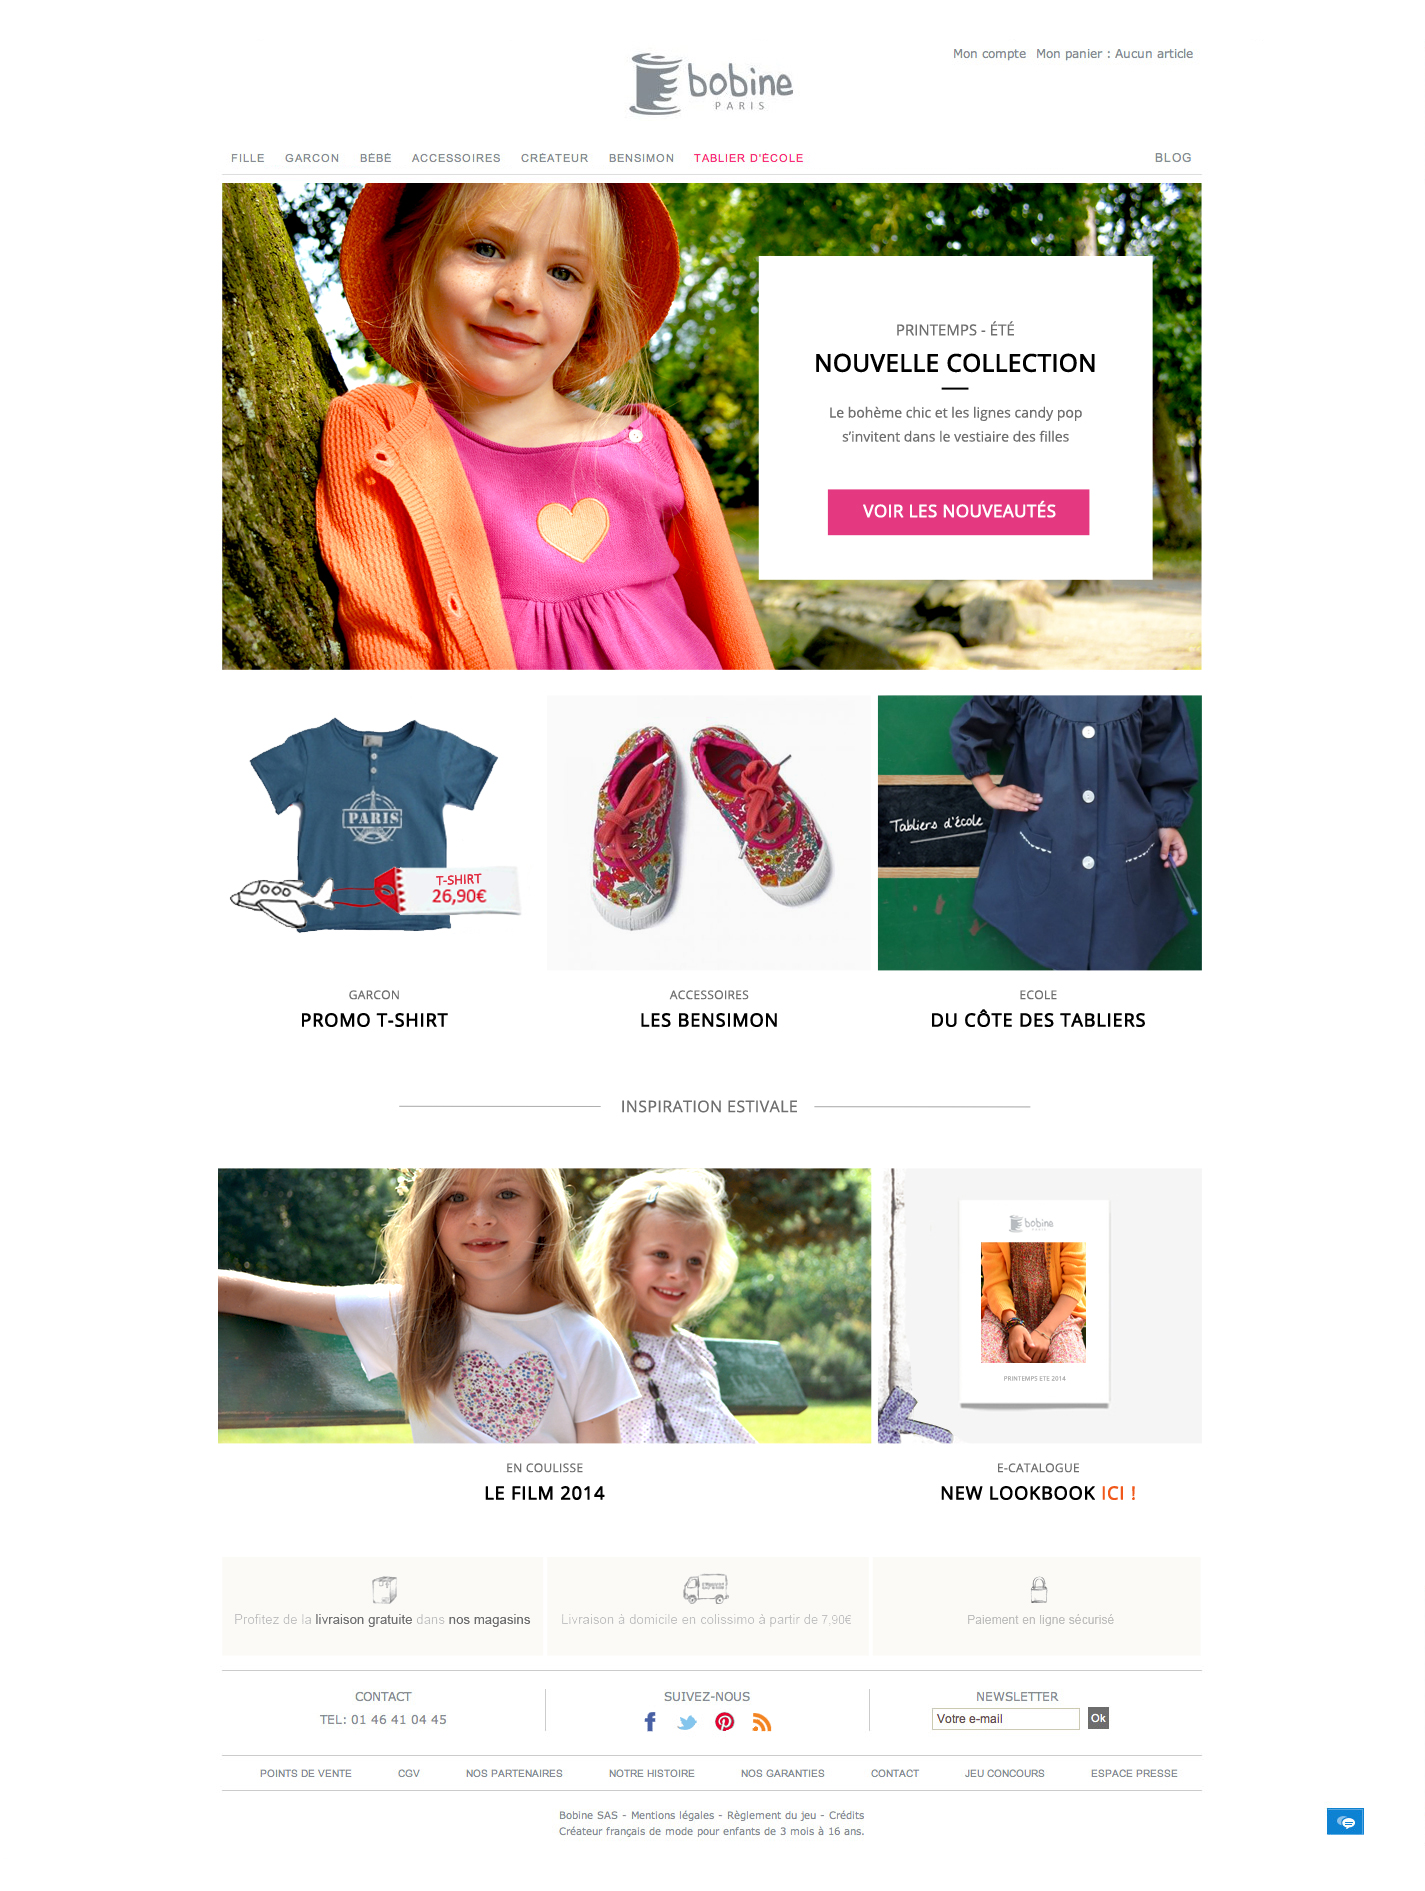 Mon compte Mon panier : Aucun article
bobine
PARIS
FILLE GARCON BÉBÉ ACCESSOIRES CRÉATEUR BENSIMON TABLIER D'ÉCOLE BLOG
PRINTEMPS - ÉTÉ
NOUVELLE COLLECTION
Le bohème chic et les lignes candy pop
s'invitent dans le vestiaire des filles
VOIR LES NOUVEAUTÉS
PARIS
T-SHIRT
26,90€
Tabliers d'école
GARCON
PROMO T-SHIRT
ACCESSOIRES
LES BENSIMON
ECOLE
DU CÔTE DES TABLIERS
INSPIRATION ESTIVALE
bobine
PARIS
PRINTEMPS ETE 2014
EN COULISSE
LE FILM 2014
E-CATALOGUE
NEW LOOKBOOK ICI !
Profitez de la livraison gratuite dans nos magasins
Livraison à domicile en colissimo à partir de 7,90€
Paiement en ligne sécurisé
CONTACT
TEL: 01 46 41 04 45
SUIVEZ-NOUS
NEWSLETTER
Votre e-mail Ok
POINTS DE VENTE CGV NOS PARTENAIRES NOTRE HISTOIRE NOS GARANTIES CONTACT JEU CONCOURS ESPACE PRESSE
Bobine SAS - Mentions légales - Règlement du jeu - Crédits
Créateur français de mode pour enfants de 3 mois à 16 ans.